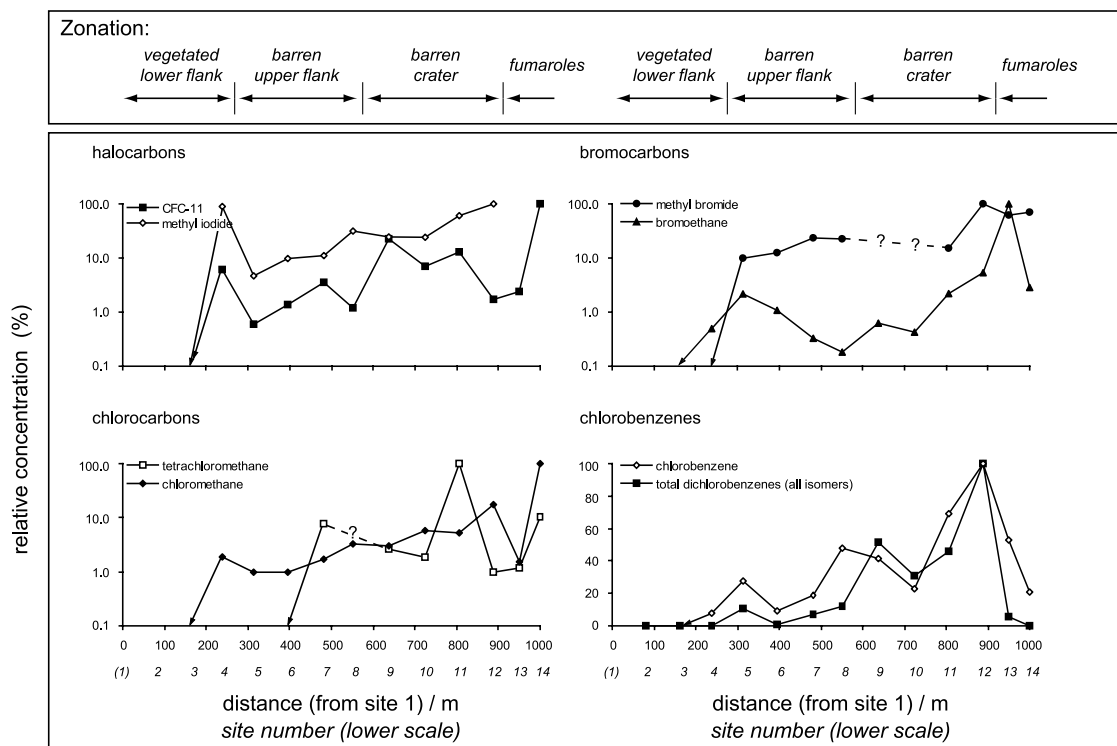 Zonation:
vegetated lower flank
barren upper flank
barren crater
fumaroles
vegetated lower flank
barren upper flank
barren crater
fumaroles
relative concentration (%)
halocarbons
CFC-11
methyl iodide
100.0
10.0
1.0
0.1
bromocarbons
methyl bromide
bromoethane
? ?
100.0
10.0
1.0
0.1
chlorocarbons
tetrachloromethane
chloromethane
?
100.0
10.0
1.0
0.1
0 100 200 300 400 500 600 700 800 900 1000
(1) 2 3 4 5 6 7 8 9 10 11 12 13 14
distance (from site 1) / m
site number (lower scale)
chlorobenzenes
chlorobenzene
total dichlorobenzenes (all isomers)
100
80
60
40
20
0
0 100 200 300 400 500 600 700 800 900 1000
(1) 2 3 4 5 6 7 8 9 10 11 12 13 14
distance (from site 1) / m
site number (lower scale)